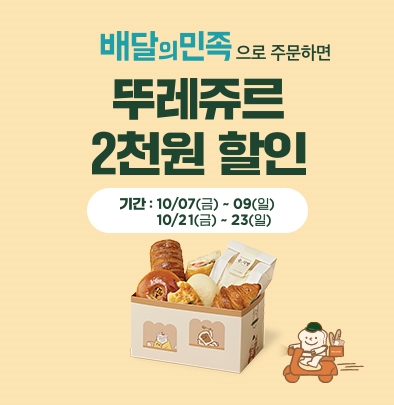 배달의민족으로 주문하면
뚜레쥬르
2천원 할인
기간 : 10/07(금) ~ 09(일)
10/21(금) ~ 23(일)